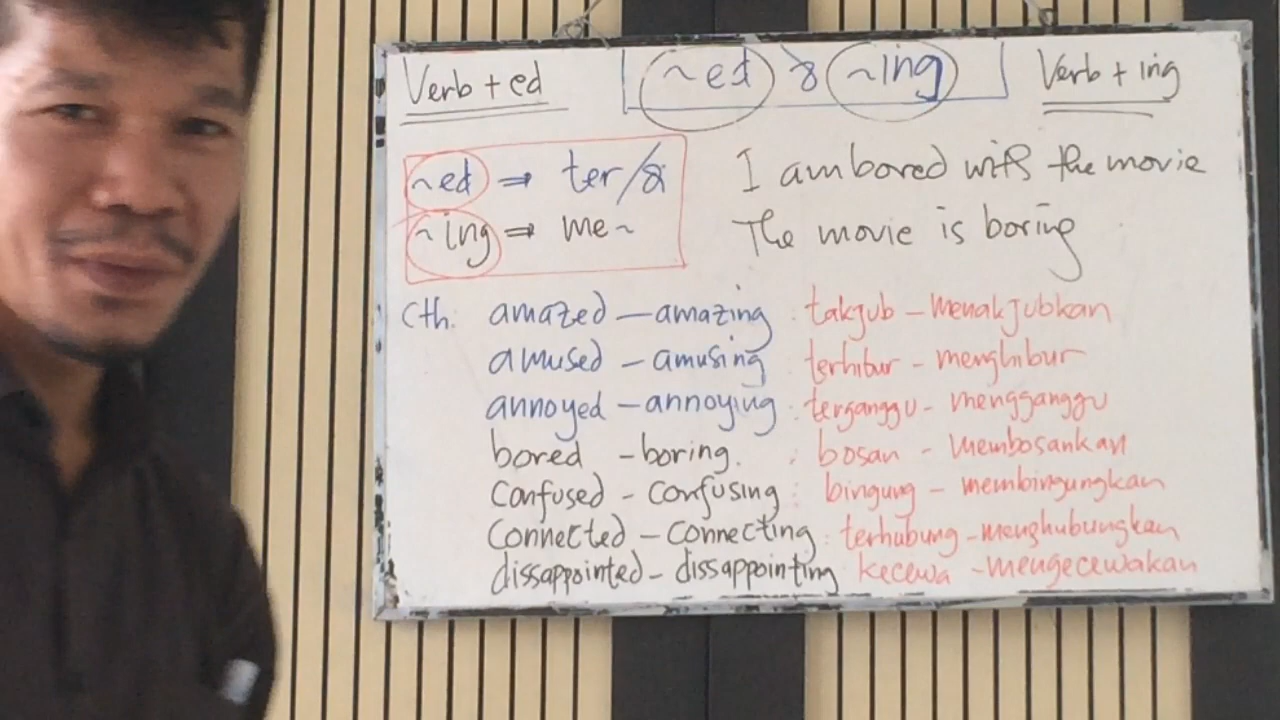 Verb + ed ~ed & ~ing Verb + ing
~ed ⇒ ter/di
~ing ⇒ me~
I am bored with the movie
The movie is boring
Cth: amazed – amazing : takjub – menakjubkan
amused – amusing : terhibur – menghibur
annoyed – annoying : terganggu – mengganggu
bored – boring. : bosan – membosankan
confused – confusing : bingung – membingungkan
connected – connecting : terhubung – menghubungkan
dissappointed – dissappointing kecewa – mengecewakan